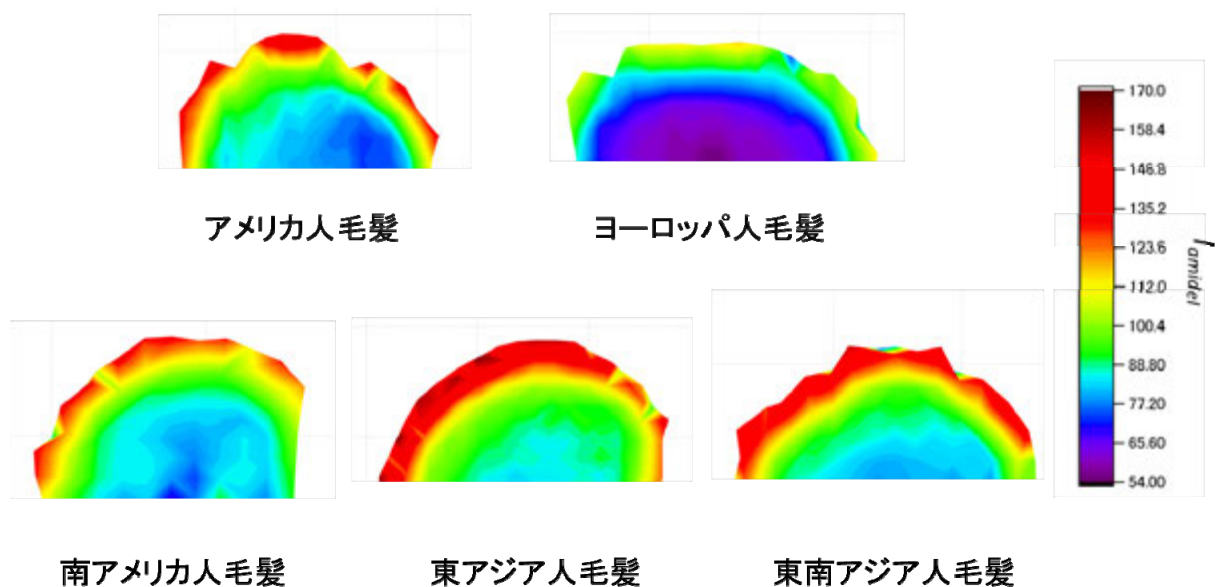 アメリカ人毛髪
ヨーロッパ人毛髪
170.0
158.4
146.8
135.2
123.6
112.0
100.4
88.80
77.20
65.60
54.00
I amideI
南アメリカ人毛髪
東アジア人毛髪
東南アジア人毛髪